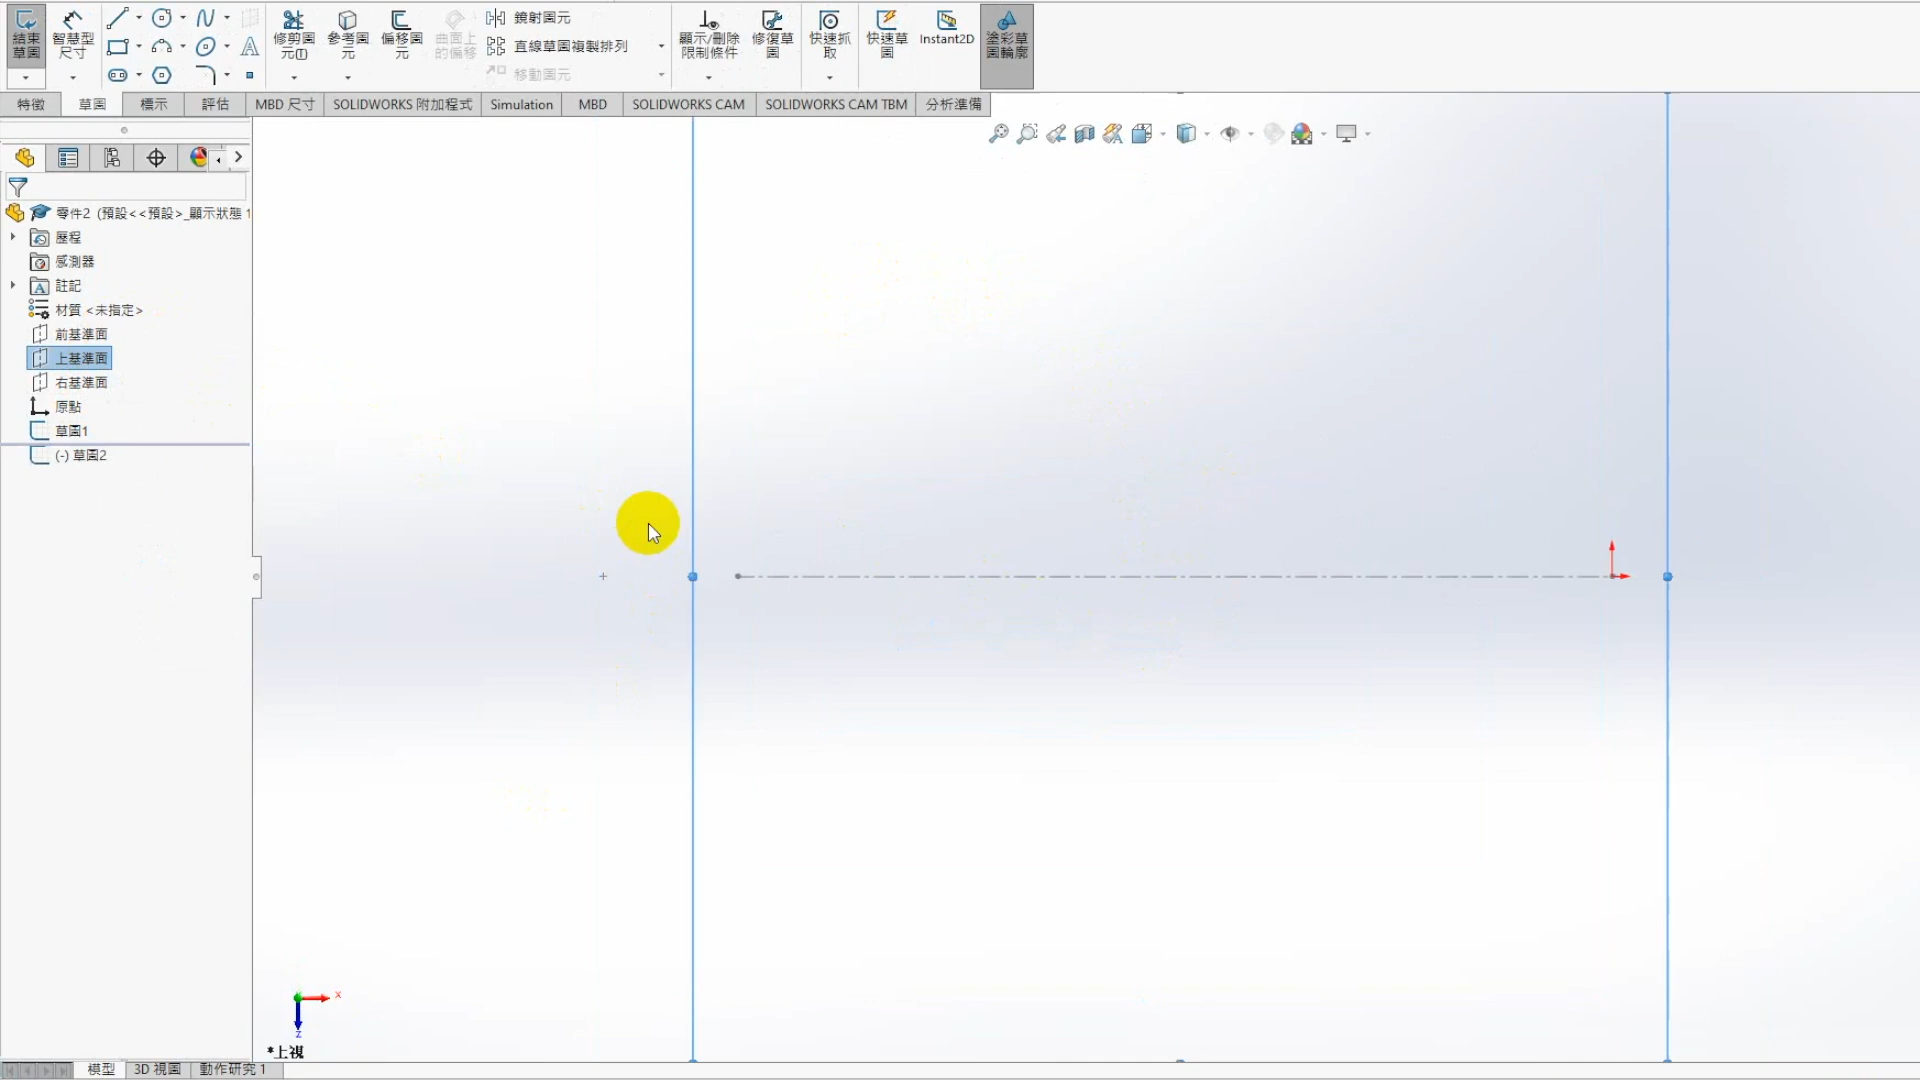 結束
草圖
智慧型
尺寸
修剪圖
元(I)
參考圖
元
偏移圖
元
曲面上
的偏移
鏡射圖元
直線草圖複製排列
移動圖元
顯示/刪除
限制條件
修復草
圖
快速抓
取
快速草
圖
Instant2D
塗彩草
圖輪廓
特徵
草圖
標示
評估
MBD 尺寸
SOLIDWORKS 附加程式
Simulation
MBD
SOLIDWORKS CAM
SOLIDWORKS CAM TBM
分析準備
零件2 (預設<<預設>_顯示狀態 1
歷程
感測器
註記
材質 <未指定>
前基準面
上基準面
右基準面
原點
草圖1
(-) 草圖2
x
z
*上視
模型
3D 視圖
動作研究 1